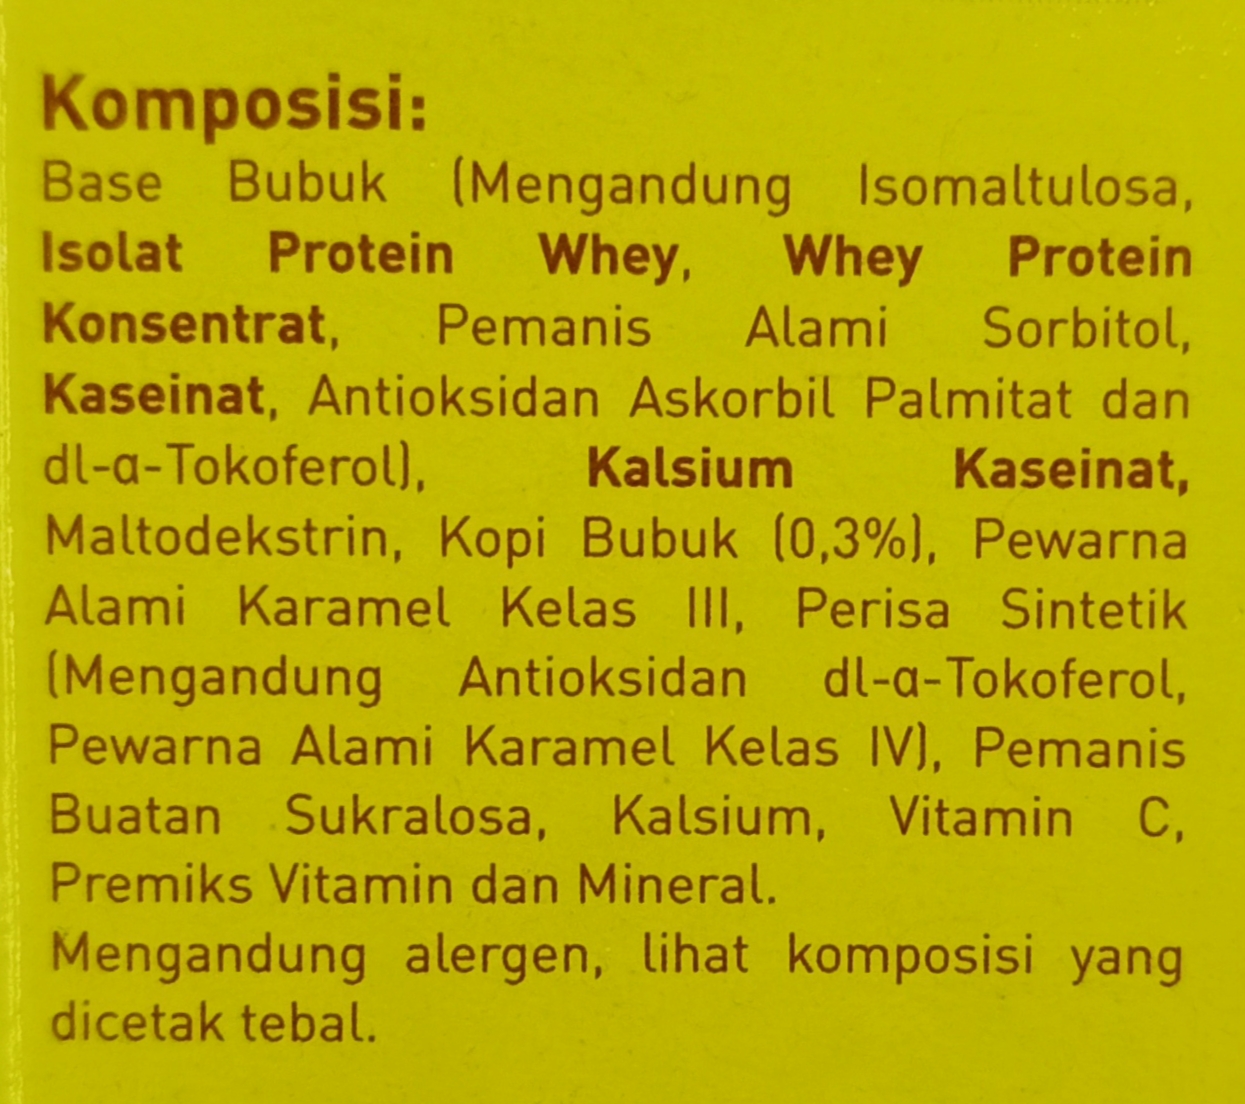 Komposisi:
Base Bubuk (Mengandung Isomaltulosa,
Isolat Protein Whey, Whey Protein
Konsentrat, Pemanis Alami Sorbitol,
Kaseinat, Antioksidan Askorbil Palmitat dan
dl-α-Tokoferol), Kalsium Kaseinat,
Maltodekstrin, Kopi Bubuk (0,3%), Pewarna
Alami Karamel Kelas III, Perisa Sintetik
(Mengandung Antioksidan dl-α-Tokoferol,
Pewarna Alami Karamel Kelas IV), Pemanis
Buatan Sukralosa, Kalsium, Vitamin C,
Premiks Vitamin dan Mineral.
Mengandung alergen, lihat komposisi yang
dicetak tebal.